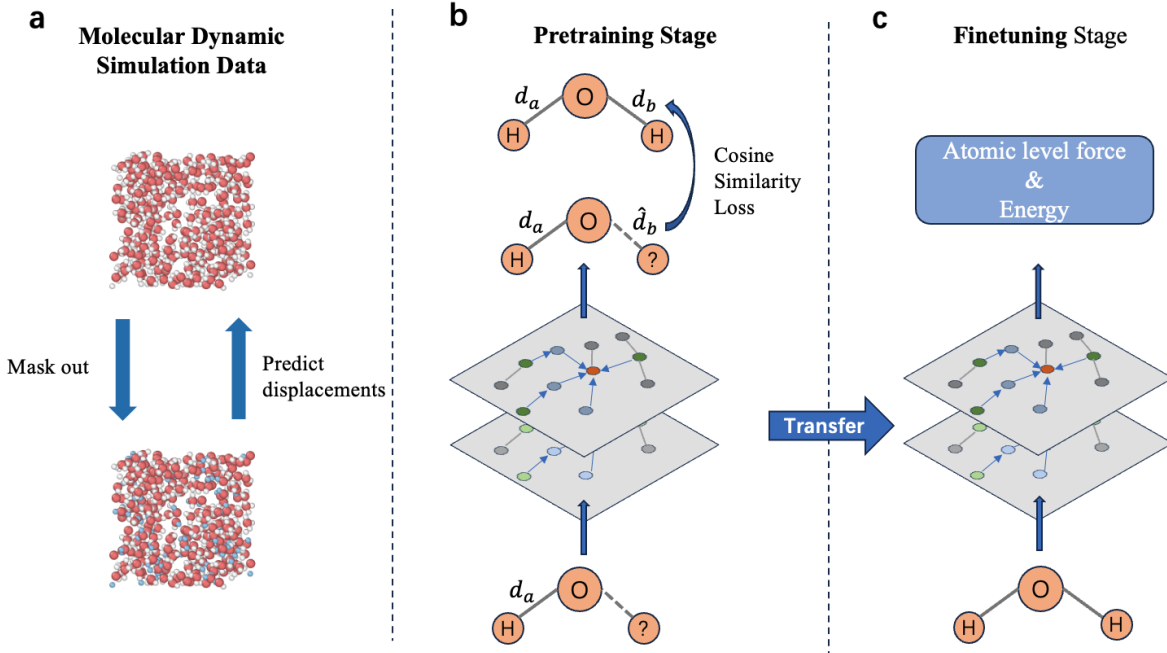 a
Molecular Dynamic
Simulation Data
Mask out
Predict
displacements
b
Pretraining Stage
d_a
O
d_b
H
H
Cosine
Similarity
Loss
d_a
O
d̂_b
H
?
Transfer
d_a
O
H
?
c
Finetuning Stage
Atomic level force
&
Energy
O
H
H